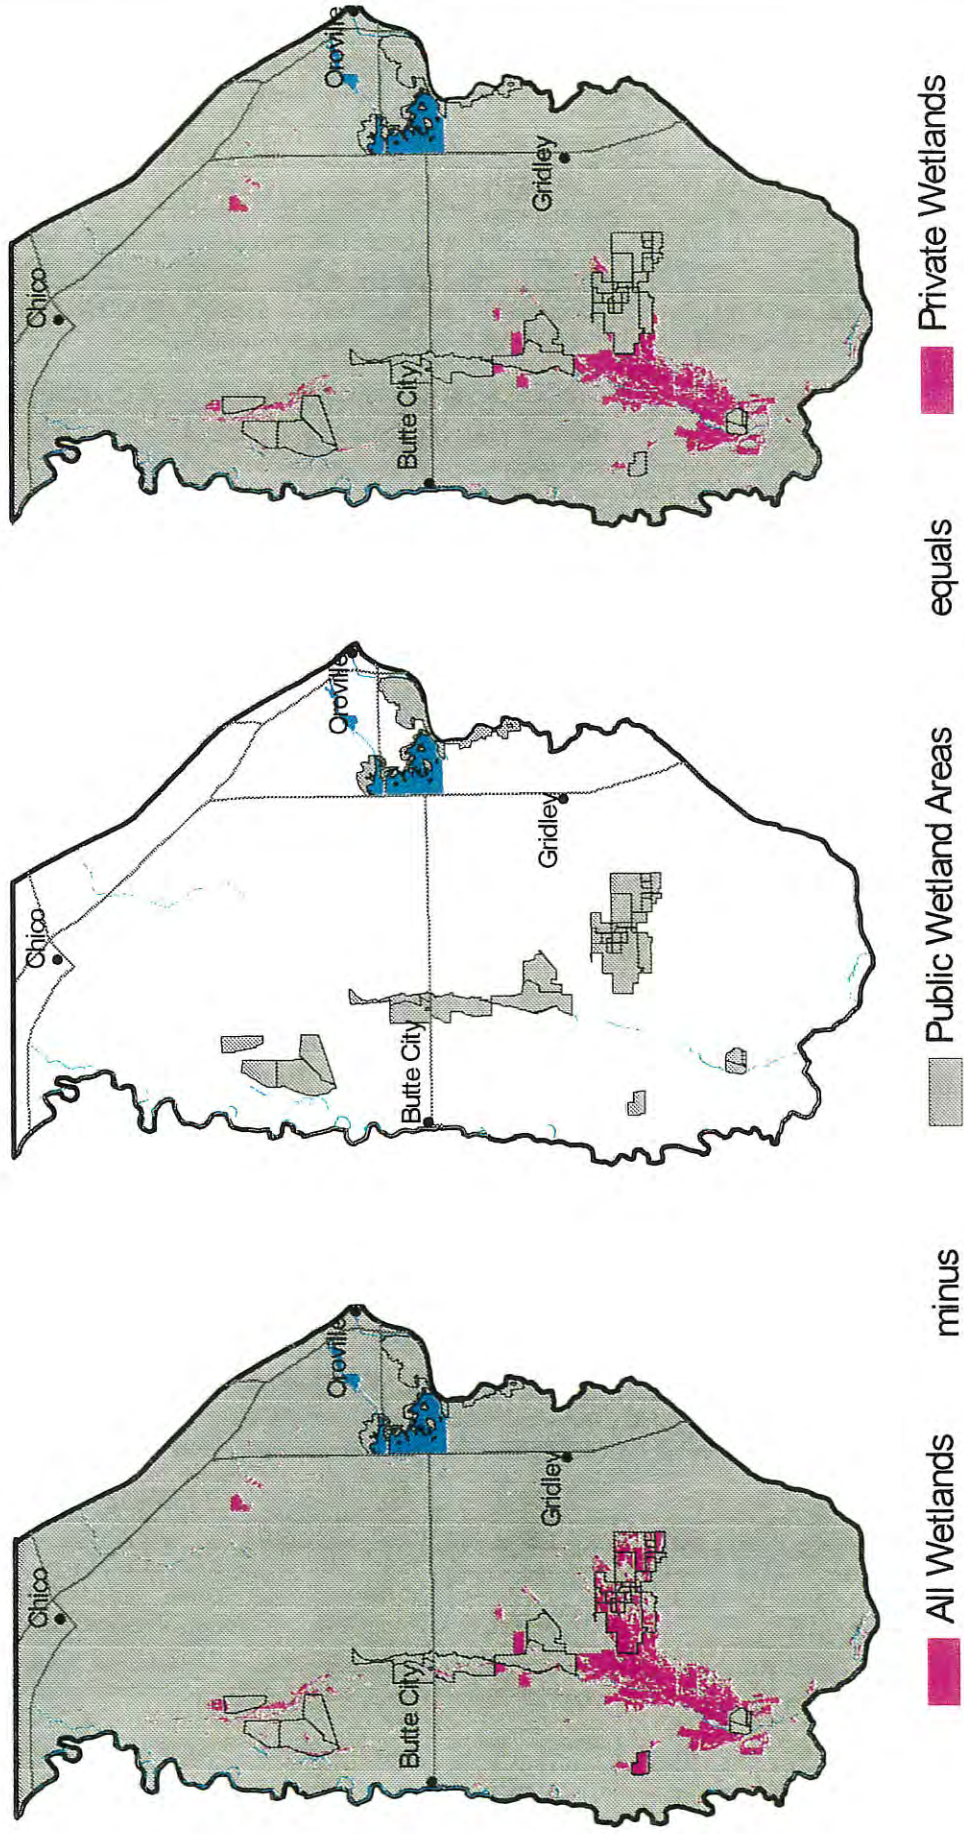 Chico
Oroville
Butte City
Gridley
Private Wetlands
equals
Chico
Oroville
Butte City
Gridley
Public Wetland Areas
minus
Chico
Oroville
Butte City
Gridley
All Wetlands